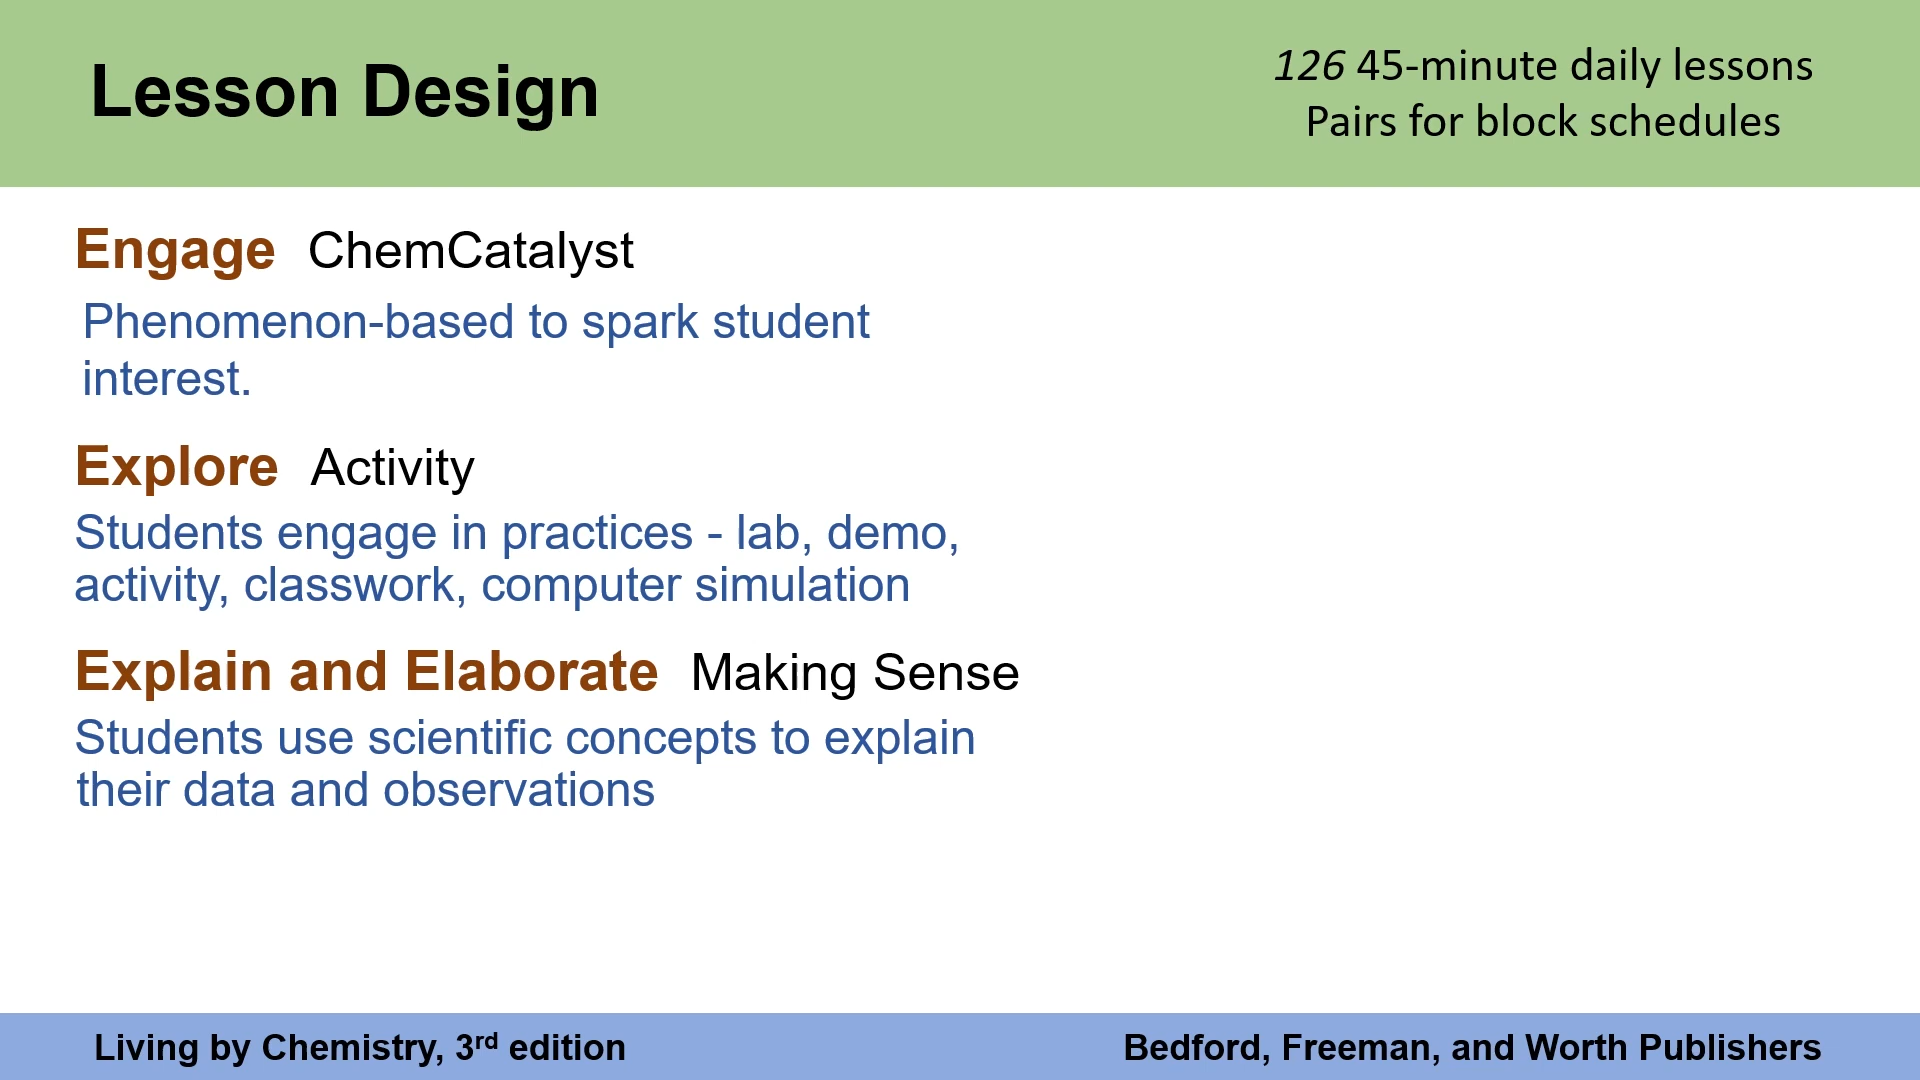 Lesson Design
126 45-minute daily lessons
Pairs for block schedules
Engage ChemCatalyst
Phenomenon-based to spark student
interest.
Explore Activity
Students engage in practices - lab, demo,
activity, classwork, computer simulation
Explain and Elaborate Making Sense
Students use scientific concepts to explain
their data and observations
Living by Chemistry, 3rd edition
Bedford, Freeman, and Worth Publishers